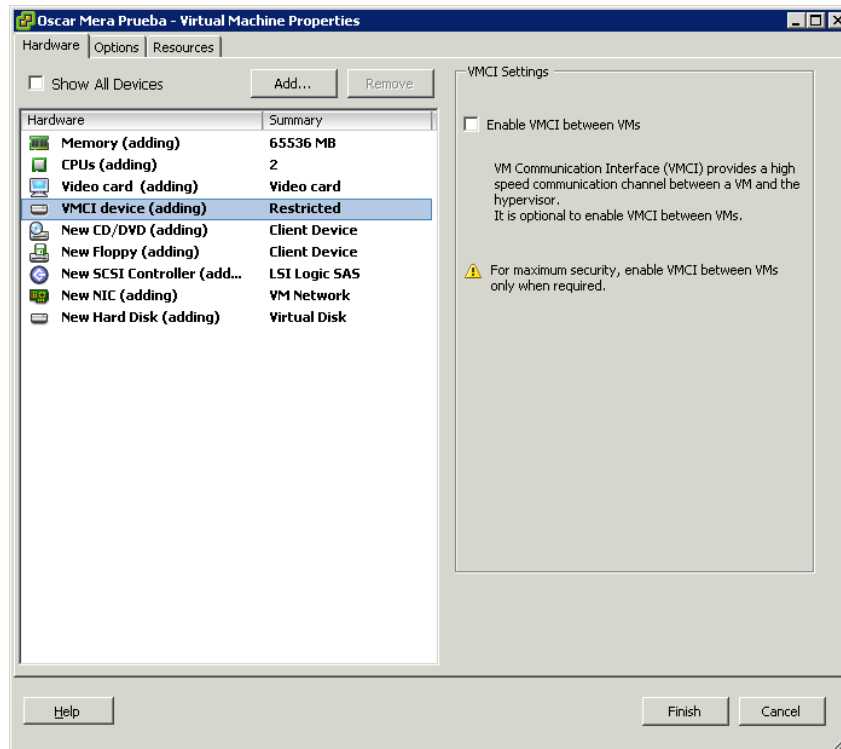 Oscar Mera Prueba - Virtual Machine Properties
Hardware Options Resources
Show All Devices Add... Remove
Hardware Summary
Memory (adding) 65536 MB
CPUs (adding) 2
Video card (adding) Video card
VMCI device (adding) Restricted
New CD/DVD (adding) Client Device
New Floppy (adding) Client Device
New SCSI Controller (add... LSI Logic SAS
New NIC (adding) VM Network
New Hard Disk (adding) Virtual Disk
VMCI Settings
Enable VMCI between VMs
VM Communication Interface (VMCI) provides a high
speed communication channel between a VM and the
hypervisor.
It is optional to enable VMCI between VMs.
For maximum security, enable VMCI between VMs
only when required.
Help Finish Cancel